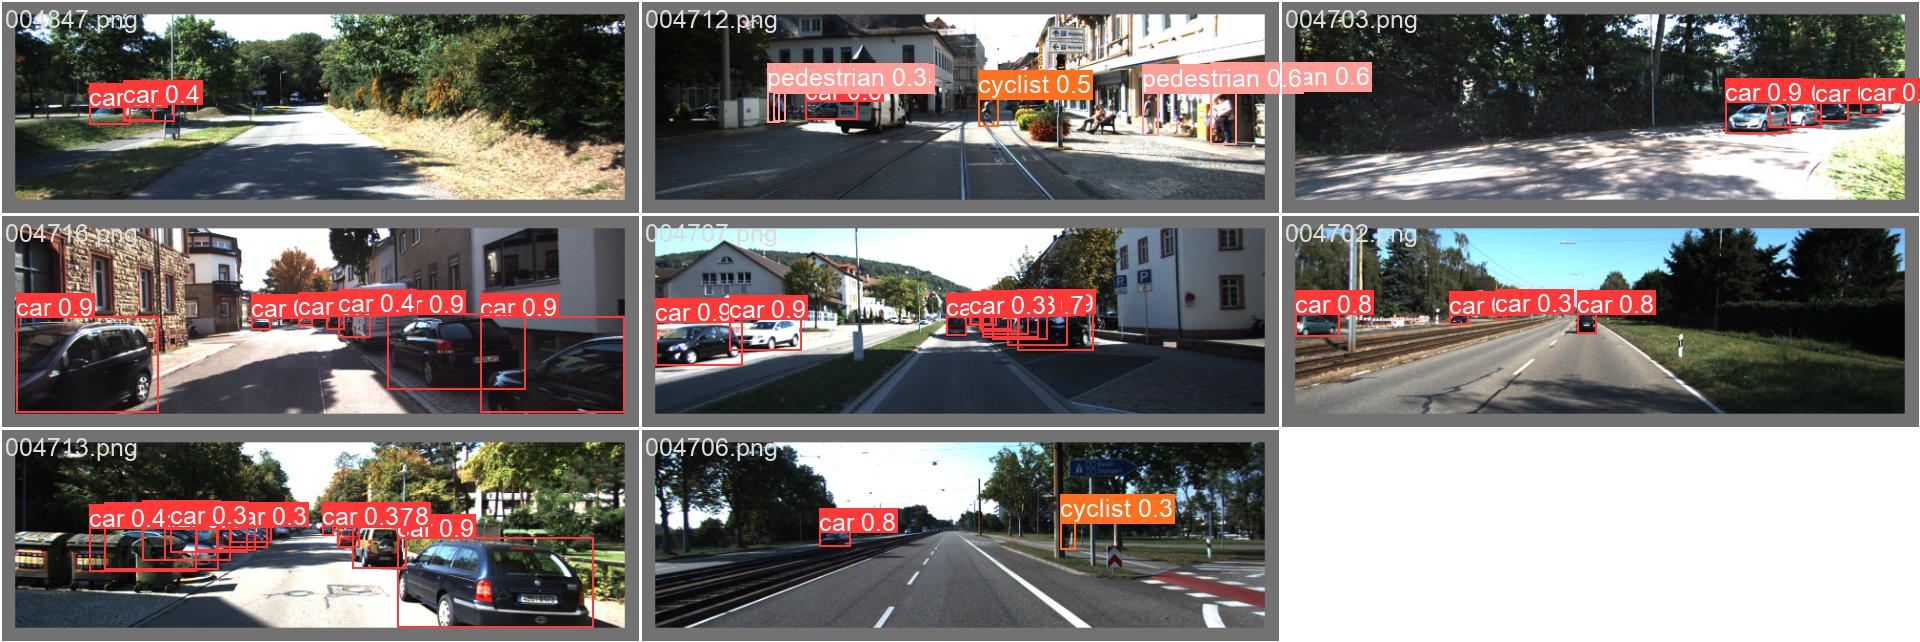 004847.png
car
car 0.4
004712.png
pedestrian 0.3
cyclist 0.5
pedestrian 0.6
an 0.6
004703.png
car 0.9
car
car 0.
car 0.9
car
car
car 0.4
r 0.9
car 0.9
004707.png
car 0.9
car 0.9
car 0.3
004702.png
car 0.8
car
car 0.3
car 0.8
004713.png
car 0.4
car 0.3
ar 0.3
car 0.378
0.9
004706.png
car 0.8
cyclist 0.3